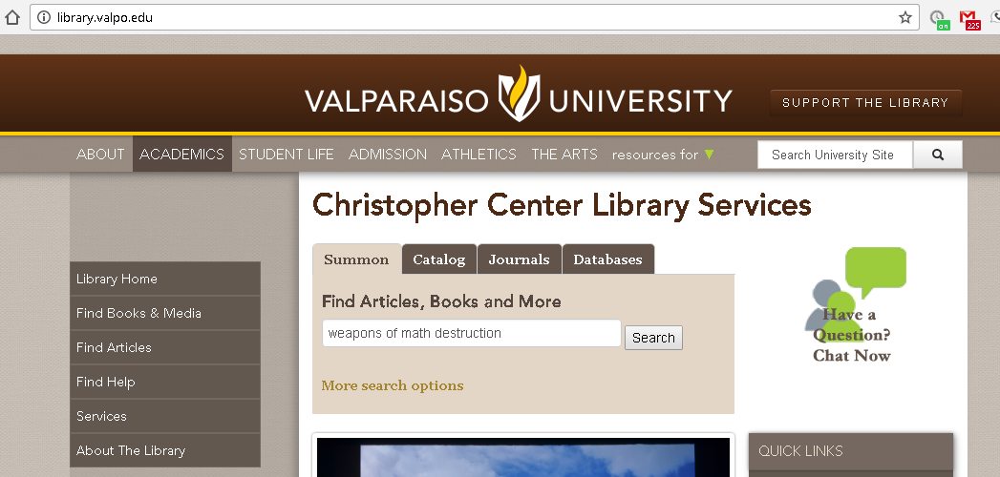 library.valpo.edu
on
225
VALPARAISO UNIVERSITY
SUPPORT THE LIBRARY
ABOUT ACADEMICS STUDENT LIFE ADMISSION ATHLETICS THE ARTS resources for ▼
Search University Site
Christopher Center Library Services
Summon Catalog Journals Databases
Find Articles, Books and More
weapons of math destruction
Search
More search options
Have a
Question?
Chat Now
Library Home
Find Books & Media
Find Articles
Find Help
Services
About The Library
QUICK LINKS